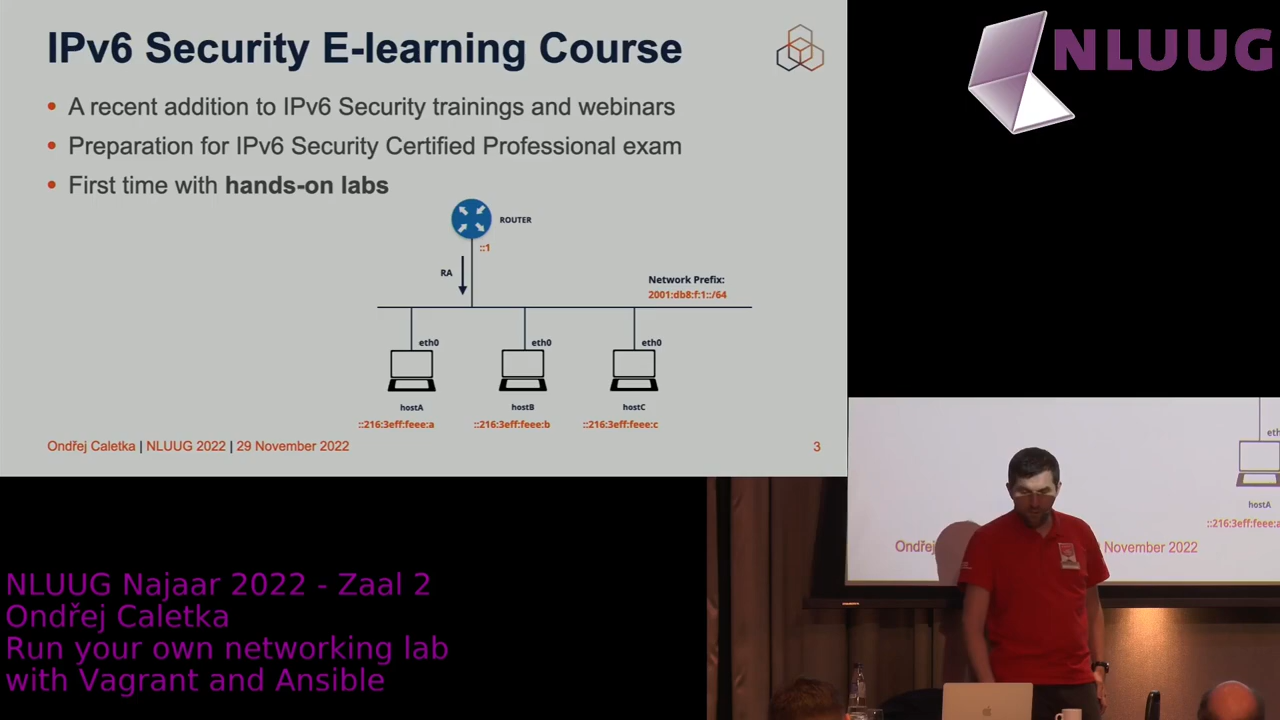 IPv6 Security E-learning Course
• A recent addition to IPv6 Security trainings and webinars
• Preparation for IPv6 Security Certified Professional exam
• First time with hands-on labs
ROUTER
::1
RA
Network Prefix:
2001:db8:f:1::/64
eth0
eth0
eth0
hostA
hostB
hostC
::216:3eff:feee:a
::216:3eff:feee:b
::216:3eff:feee:c
Ondřej Caletka | NLUUG 2022 | 29 November 2022
3
NLUUG
hostA
::216:3eff:feee:a
November 2022
NLUUG Najaar 2022 - Zaal 2
Ondřej Caletka
Run your own networking lab
with Vagrant and Ansible